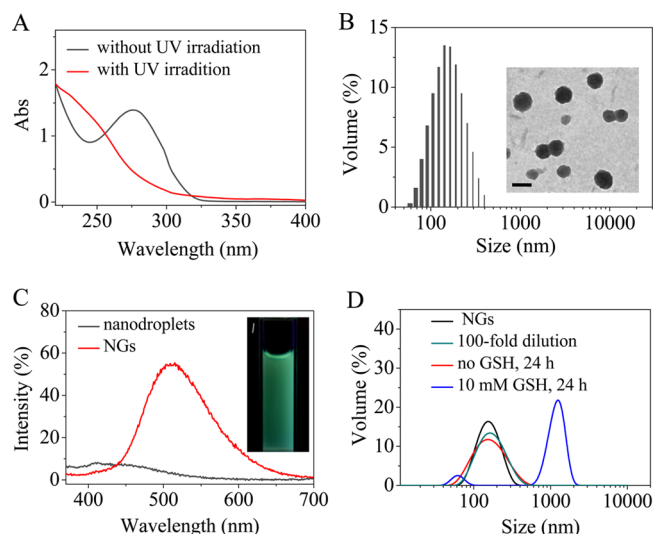 A
without UV irradiation
with UV irradition
2
1
0
Abs
250 300 350 400
Wavelength (nm)
B
15
10
5
0
Volume (%)
100 1000 10000
Size (nm)
C
nanodroplets
NGs
80
60
40
20
0
Intensity (%)
400 500 600 700
Wavelength (nm)
D
NGs
100-fold dilution
no GSH, 24 h
10 mM GSH, 24 h
40
20
0
Volume (%)
100 1000 10000
Size (nm)